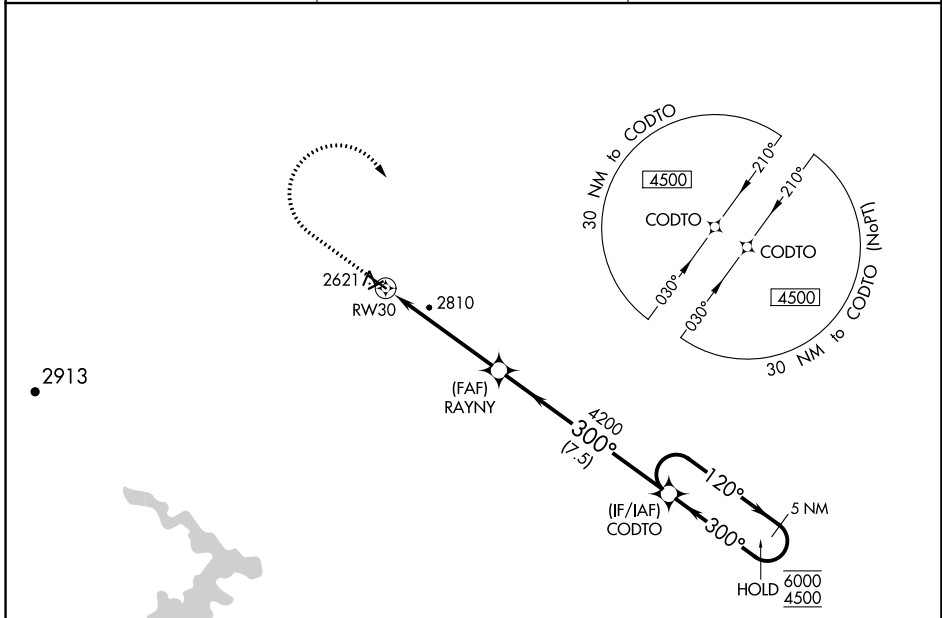 30 NM to CODTO
210°
4500
CODTO
030°
210°
CODTO
4500
030°
30 NM to CODTO (NoPT)
2621
RW30
2810
2913
(FAF)
RAYNY
4200
300°
(7.5)
120°
5 NM
(IF/IAF)
CODTO
300°
HOLD 6000
4500